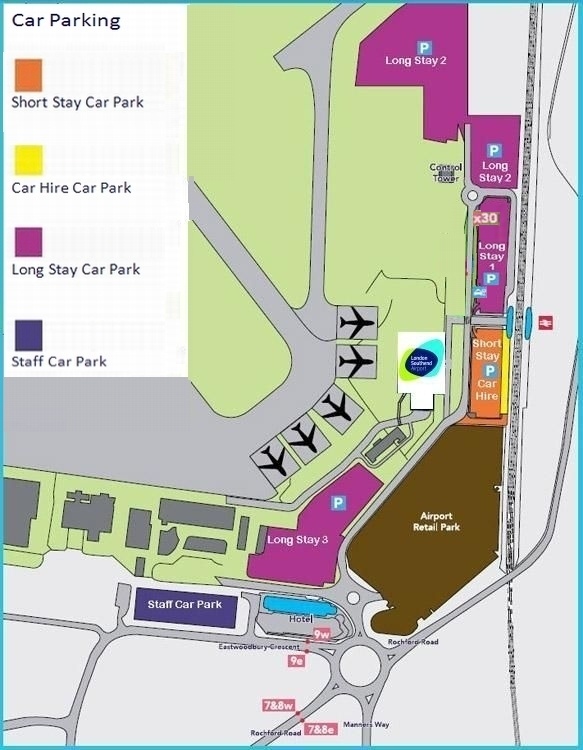 Car Parking
Short Stay Car Park
Car Hire Car Park
Long Stay Car Park
Staff Car Park
P
Long Stay 2
P
Long
Stay 2
Control
Tower
x30
Long
Stay
1
P
London
Southend
Airport
Short
Stay
P
Car
Hire
P
Long Stay 3
Airport
Retail Park
Staff Car Park
Hotel
9w
Eastwoodbury Crescent
9e
Rochford Road
7&8w
7&8e
Rochford Road
Manners Way